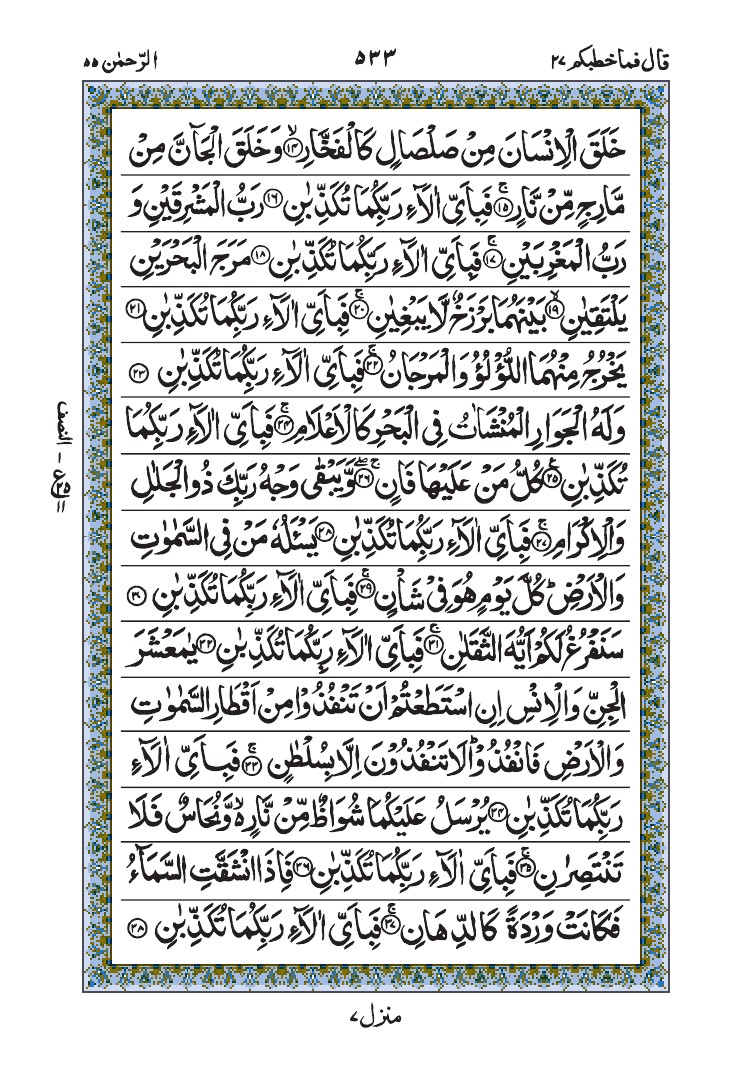 قال فما خطبکم ۲۷
۵۳۳
الرّحمٰن ۵۵
خَلَقَ الْاِنْسَانَ مِنْ صَلْصَالٍ كَالْفَخَّارِ ۙ﴿۱۴﴾ وَخَلَقَ الْجَآنَّ مِنْ
مَّارِجٍ مِّنْ نَّارٍ ۚ﴿۱۵﴾ فَبِاَىِّ اٰلَآءِ رَبِّكُمَا تُكَذِّبٰنِ ﴿۱۶﴾ رَبُّ الْمَشْرِقَيْنِ وَ
رَبُّ الْمَغْرِبَيْنِ ۚ﴿۱۷﴾ فَبِاَىِّ اٰلَآءِ رَبِّكُمَا تُكَذِّبٰنِ ﴿۱۸﴾ مَرَجَ الْبَحْرَيْنِ
يَلْتَقِيٰنِ ۙ﴿۱۹﴾ بَيْنَهُمَا بَرْزَخٌ لَّا يَبْغِيٰنِ ۚ﴿۲۰﴾ فَبِاَىِّ اٰلَآءِ رَبِّكُمَا تُكَذِّبٰنِ ﴿۲۱﴾
يَخْرُجُ مِنْهُمَا اللُّؤْلُؤُ وَالْمَرْجَانُ ۚ﴿۲۲﴾ فَبِاَىِّ اٰلَآءِ رَبِّكُمَا تُكَذِّبٰنِ ﴿۲۳﴾
وَلَهُ الْجَوَارِ الْمُنْشَاٰتُ فِى الْبَحْرِ كَالْاَعْلَامِ ۚ﴿۲۴﴾ فَبِاَىِّ اٰلَآءِ رَبِّكُمَا
تُكَذِّبٰنِ ۚ﴿۲۵﴾ كُلُّ مَنْ عَلَيْهَا فَانٍ ۚۖ﴿۲۶﴾ وَّيَبْقٰى وَجْهُ رَبِّكَ ذُو الْجَلٰلِ
وَالْاِكْرَامِ ۚ﴿۲۷﴾ فَبِاَىِّ اٰلَآءِ رَبِّكُمَا تُكَذِّبٰنِ ﴿۲۸﴾ يَسْئَلُهٗ مَنْ فِى السَّمٰوٰتِ
وَالْاَرْضِ ؕ كُلَّ يَوْمٍ هُوَ فِىْ شَاْنٍ ۚ﴿۲۹﴾ فَبِاَىِّ اٰلَآءِ رَبِّكُمَا تُكَذِّبٰنِ ﴿۳۰﴾
سَنَفْرُغُ لَكُمْ اَيُّهَ الثَّقَلٰنِ ۚ﴿۳۱﴾ فَبِاَىِّ اٰلَآءِ رَبِّكُمَا تُكَذِّبٰنِ ﴿۳۲﴾ يٰمَعْشَرَ
الْجِنِّ وَالْاِنْسِ اِنِ اسْتَطَعْتُمْ اَنْ تَنْفُذُوْا مِنْ اَقْطَارِ السَّمٰوٰتِ
وَالْاَرْضِ فَانْفُذُوْا ؕ لَا تَنْفُذُوْنَ اِلَّا بِسُلْطٰنٍ ۚ﴿۳۳﴾ فَبِاَىِّ اٰلَآءِ
رَبِّكُمَا تُكَذِّبٰنِ ﴿۳۴﴾ يُرْسَلُ عَلَيْكُمَا شُوَاظٌ مِّنْ نَّارٍ ۙ وَّنُحَاسٌ فَلَا
تَنْتَصِرٰنِ ۚ﴿۳۵﴾ فَبِاَىِّ اٰلَآءِ رَبِّكُمَا تُكَذِّبٰنِ ﴿۳۶﴾ فَاِذَا انْشَقَّتِ السَّمَآءُ
فَكَانَتْ وَرْدَةً كَالدِّهَانِ ۚ﴿۳۷﴾ فَبِاَىِّ اٰلَآءِ رَبِّكُمَا تُكَذِّبٰنِ ﴿۳۸﴾
النصف
منزل ۷